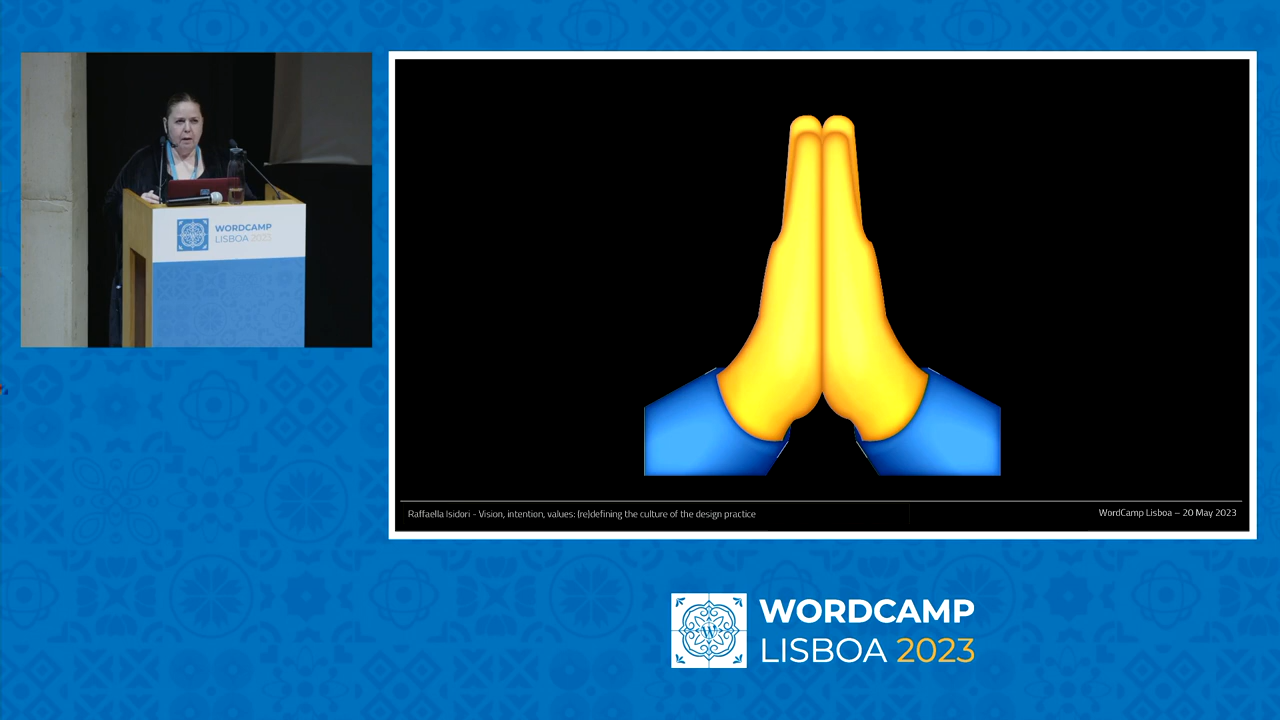 WORDCAMP
LISBOA 2023
Raffaella Isidori - Vision, intention, values: (re)defining the culture of the design practice
WordCamp Lisboa – 20 May 2023
WORDCAMP
LISBOA 2023